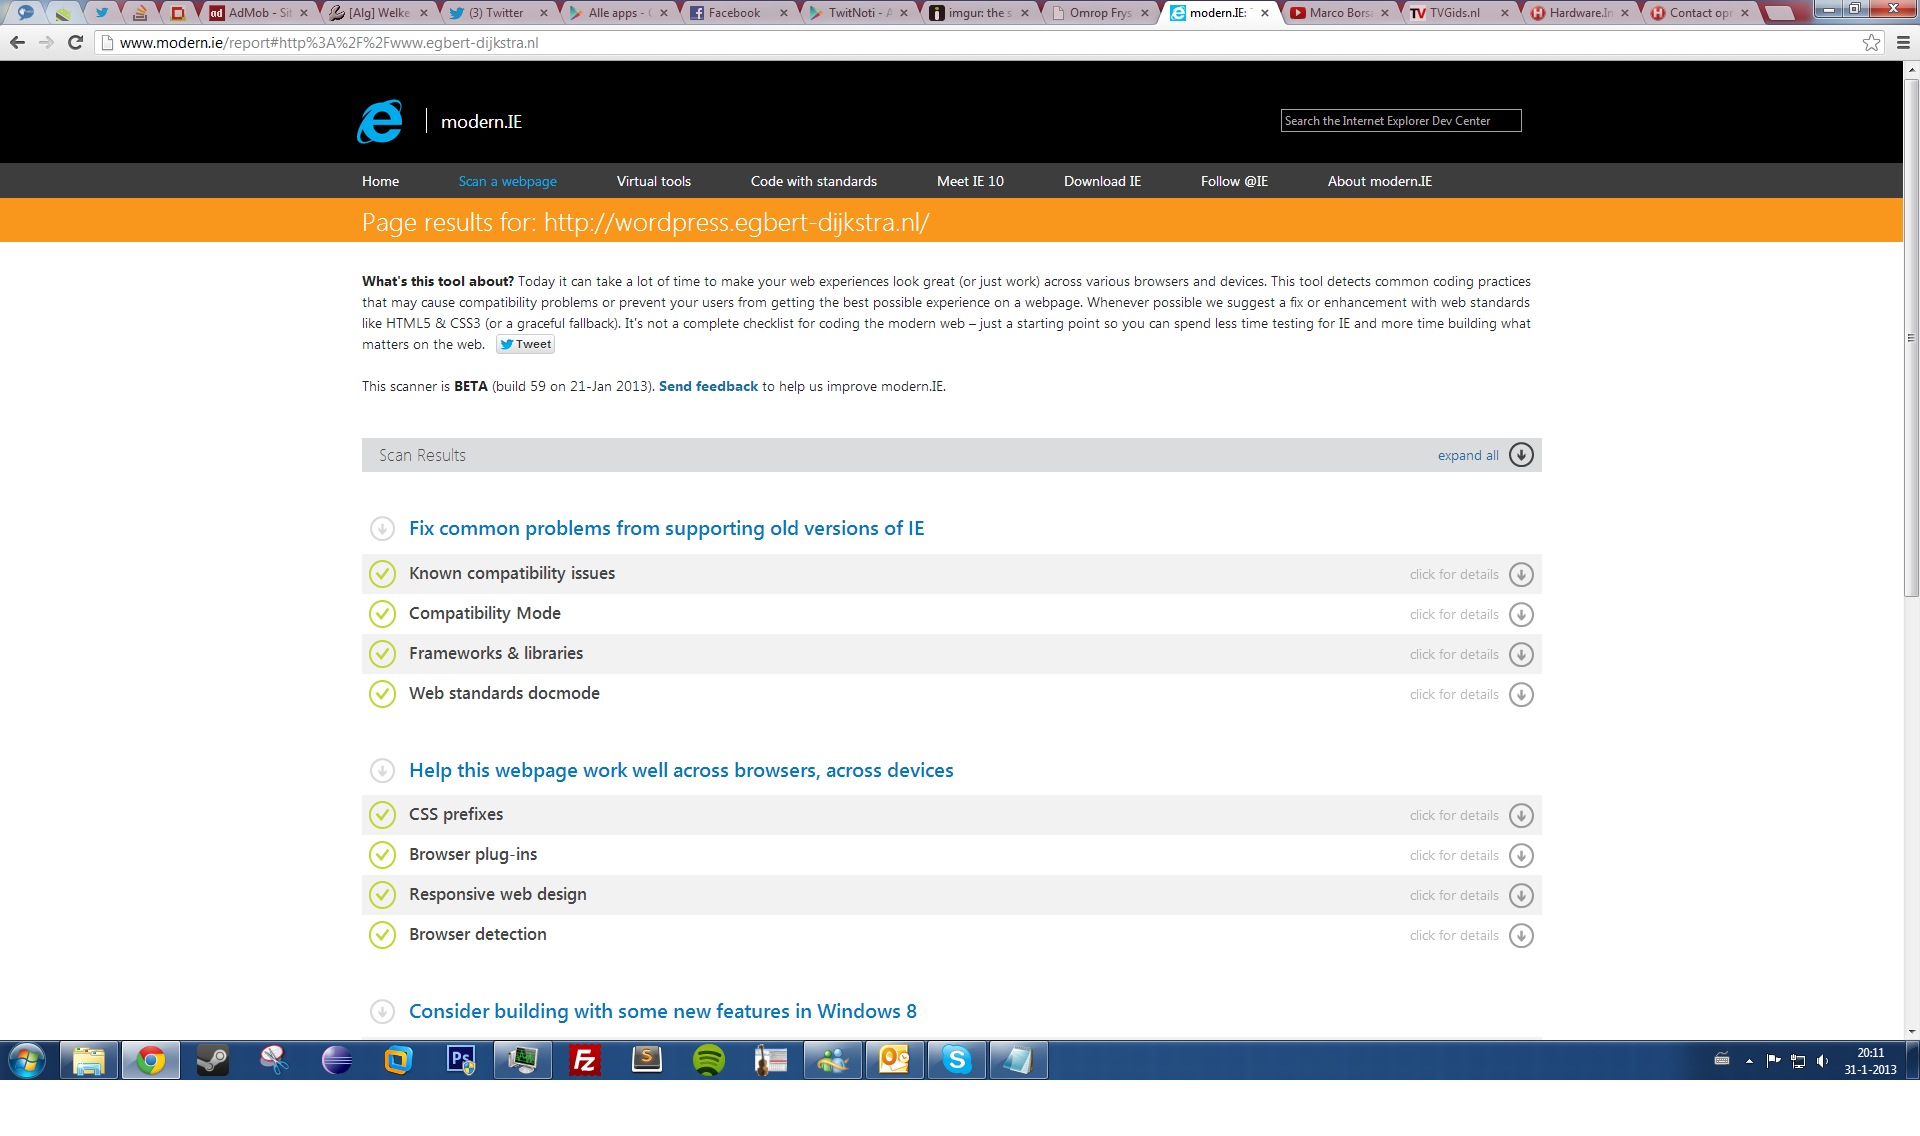 AdMob - Sit
[Alg] Welke
(3) Twitter
Alle apps -
Facebook
TwitNoti - A
imgur: the s
Omrop Frys
modern.IE:
Marco Bors
TVGids.nl
Hardware.In
Contact opr
www.modern.ie/report#http%3A%2F%2Fwww.egbert-dijkstra.nl
modern.IE
Search the Internet Explorer Dev Center
Home Scan a webpage Virtual tools Code with standards Meet IE 10 Download IE Follow @IE About modern.IE
Page results for: http://wordpress.egbert-dijkstra.nl/
What's this tool about? Today it can take a lot of time to make your web experiences look great (or just work) across various browsers and devices. This tool detects common coding practices
that may cause compatibility problems or prevent your users from getting the best possible experience on a webpage. Whenever possible we suggest a fix or enhancement with web standards
like HTML5 & CSS3 (or a graceful fallback). It's not a complete checklist for coding the modern web – just a starting point so you can spend less time testing for IE and more time building what
matters on the web. Tweet
This scanner is BETA (build 59 on 21-Jan 2013). Send feedback to help us improve modern.IE.
Scan Results expand all
Fix common problems from supporting old versions of IE
Known compatibility issues click for details
Compatibility Mode click for details
Frameworks & libraries click for details
Web standards docmode click for details
Help this webpage work well across browsers, across devices
CSS prefixes click for details
Browser plug-ins click for details
Responsive web design click for details
Browser detection click for details
Consider building with some new features in Windows 8
20:11
31-1-2013